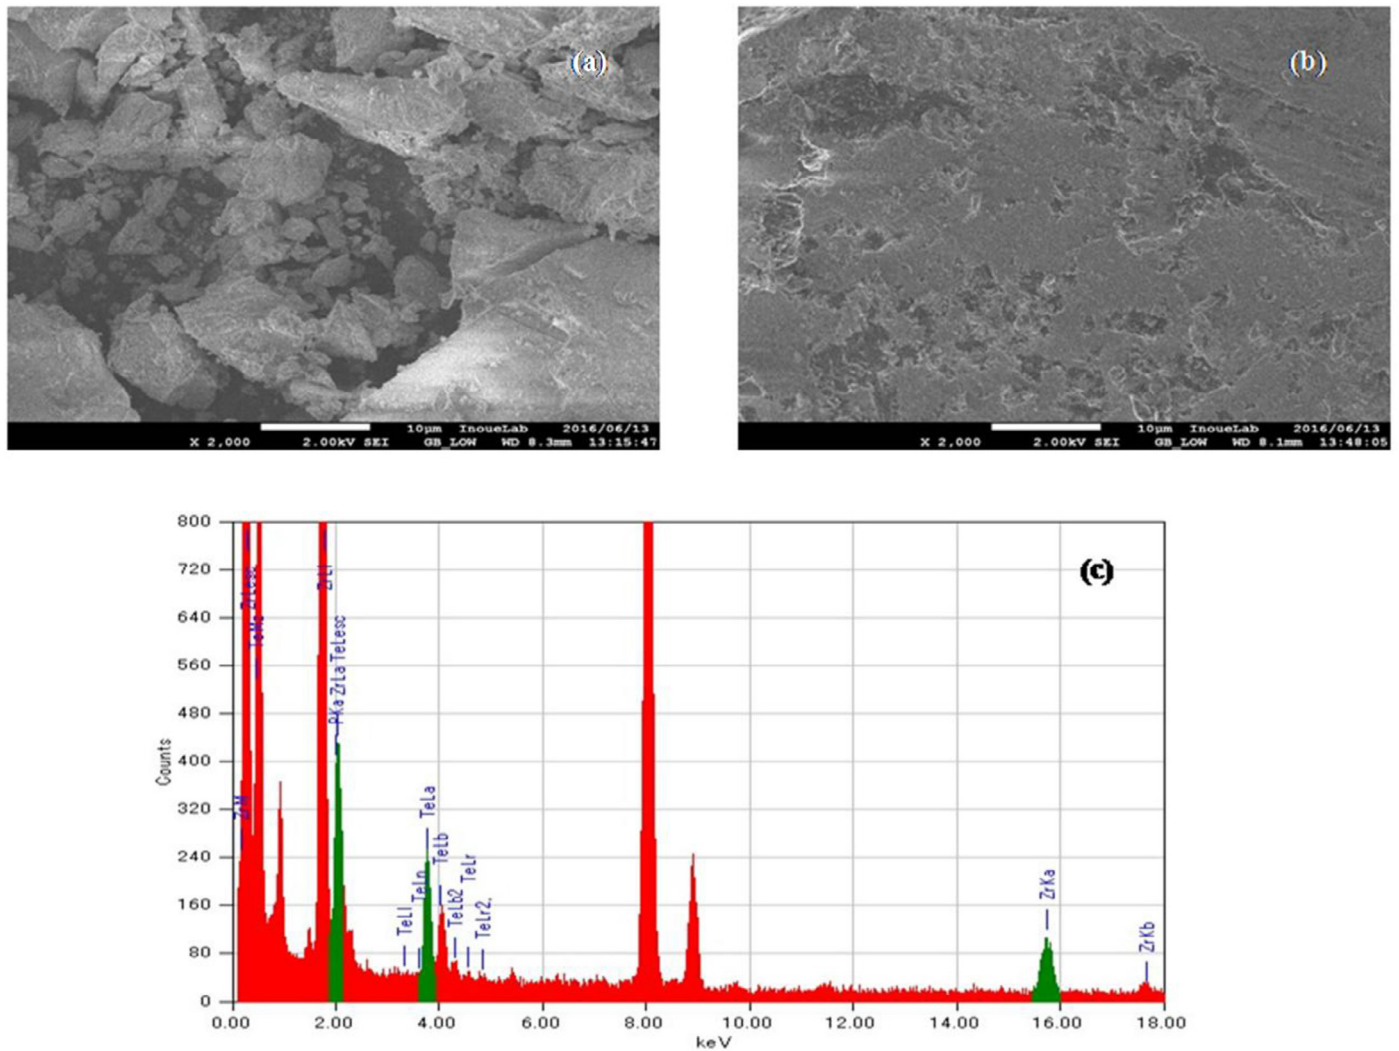 (a)
10µm InoueLab 2016/06/13
X 2,000 2.00kV SEI GB_LOW WD 8.3mm 13:15:47
(b)
10µm InoueLab 2016/06/13
X 2,000 2.00kV SEI GB_LOW WD 8.1mm 13:48:05
(c)
Counts
800
720
640
560
480
400
320
240
160
80
0
ZrM
ZrLesc
ZrLl
PKa ZrLa TeLesc
TeLl
TeLn
TeLa
TeLb
TeLb2
TeLr
TeLr2,
ZrKa
ZrKb
0.00 2.00 4.00 6.00 8.00 10.00 12.00 14.00 16.00 18.00
keV